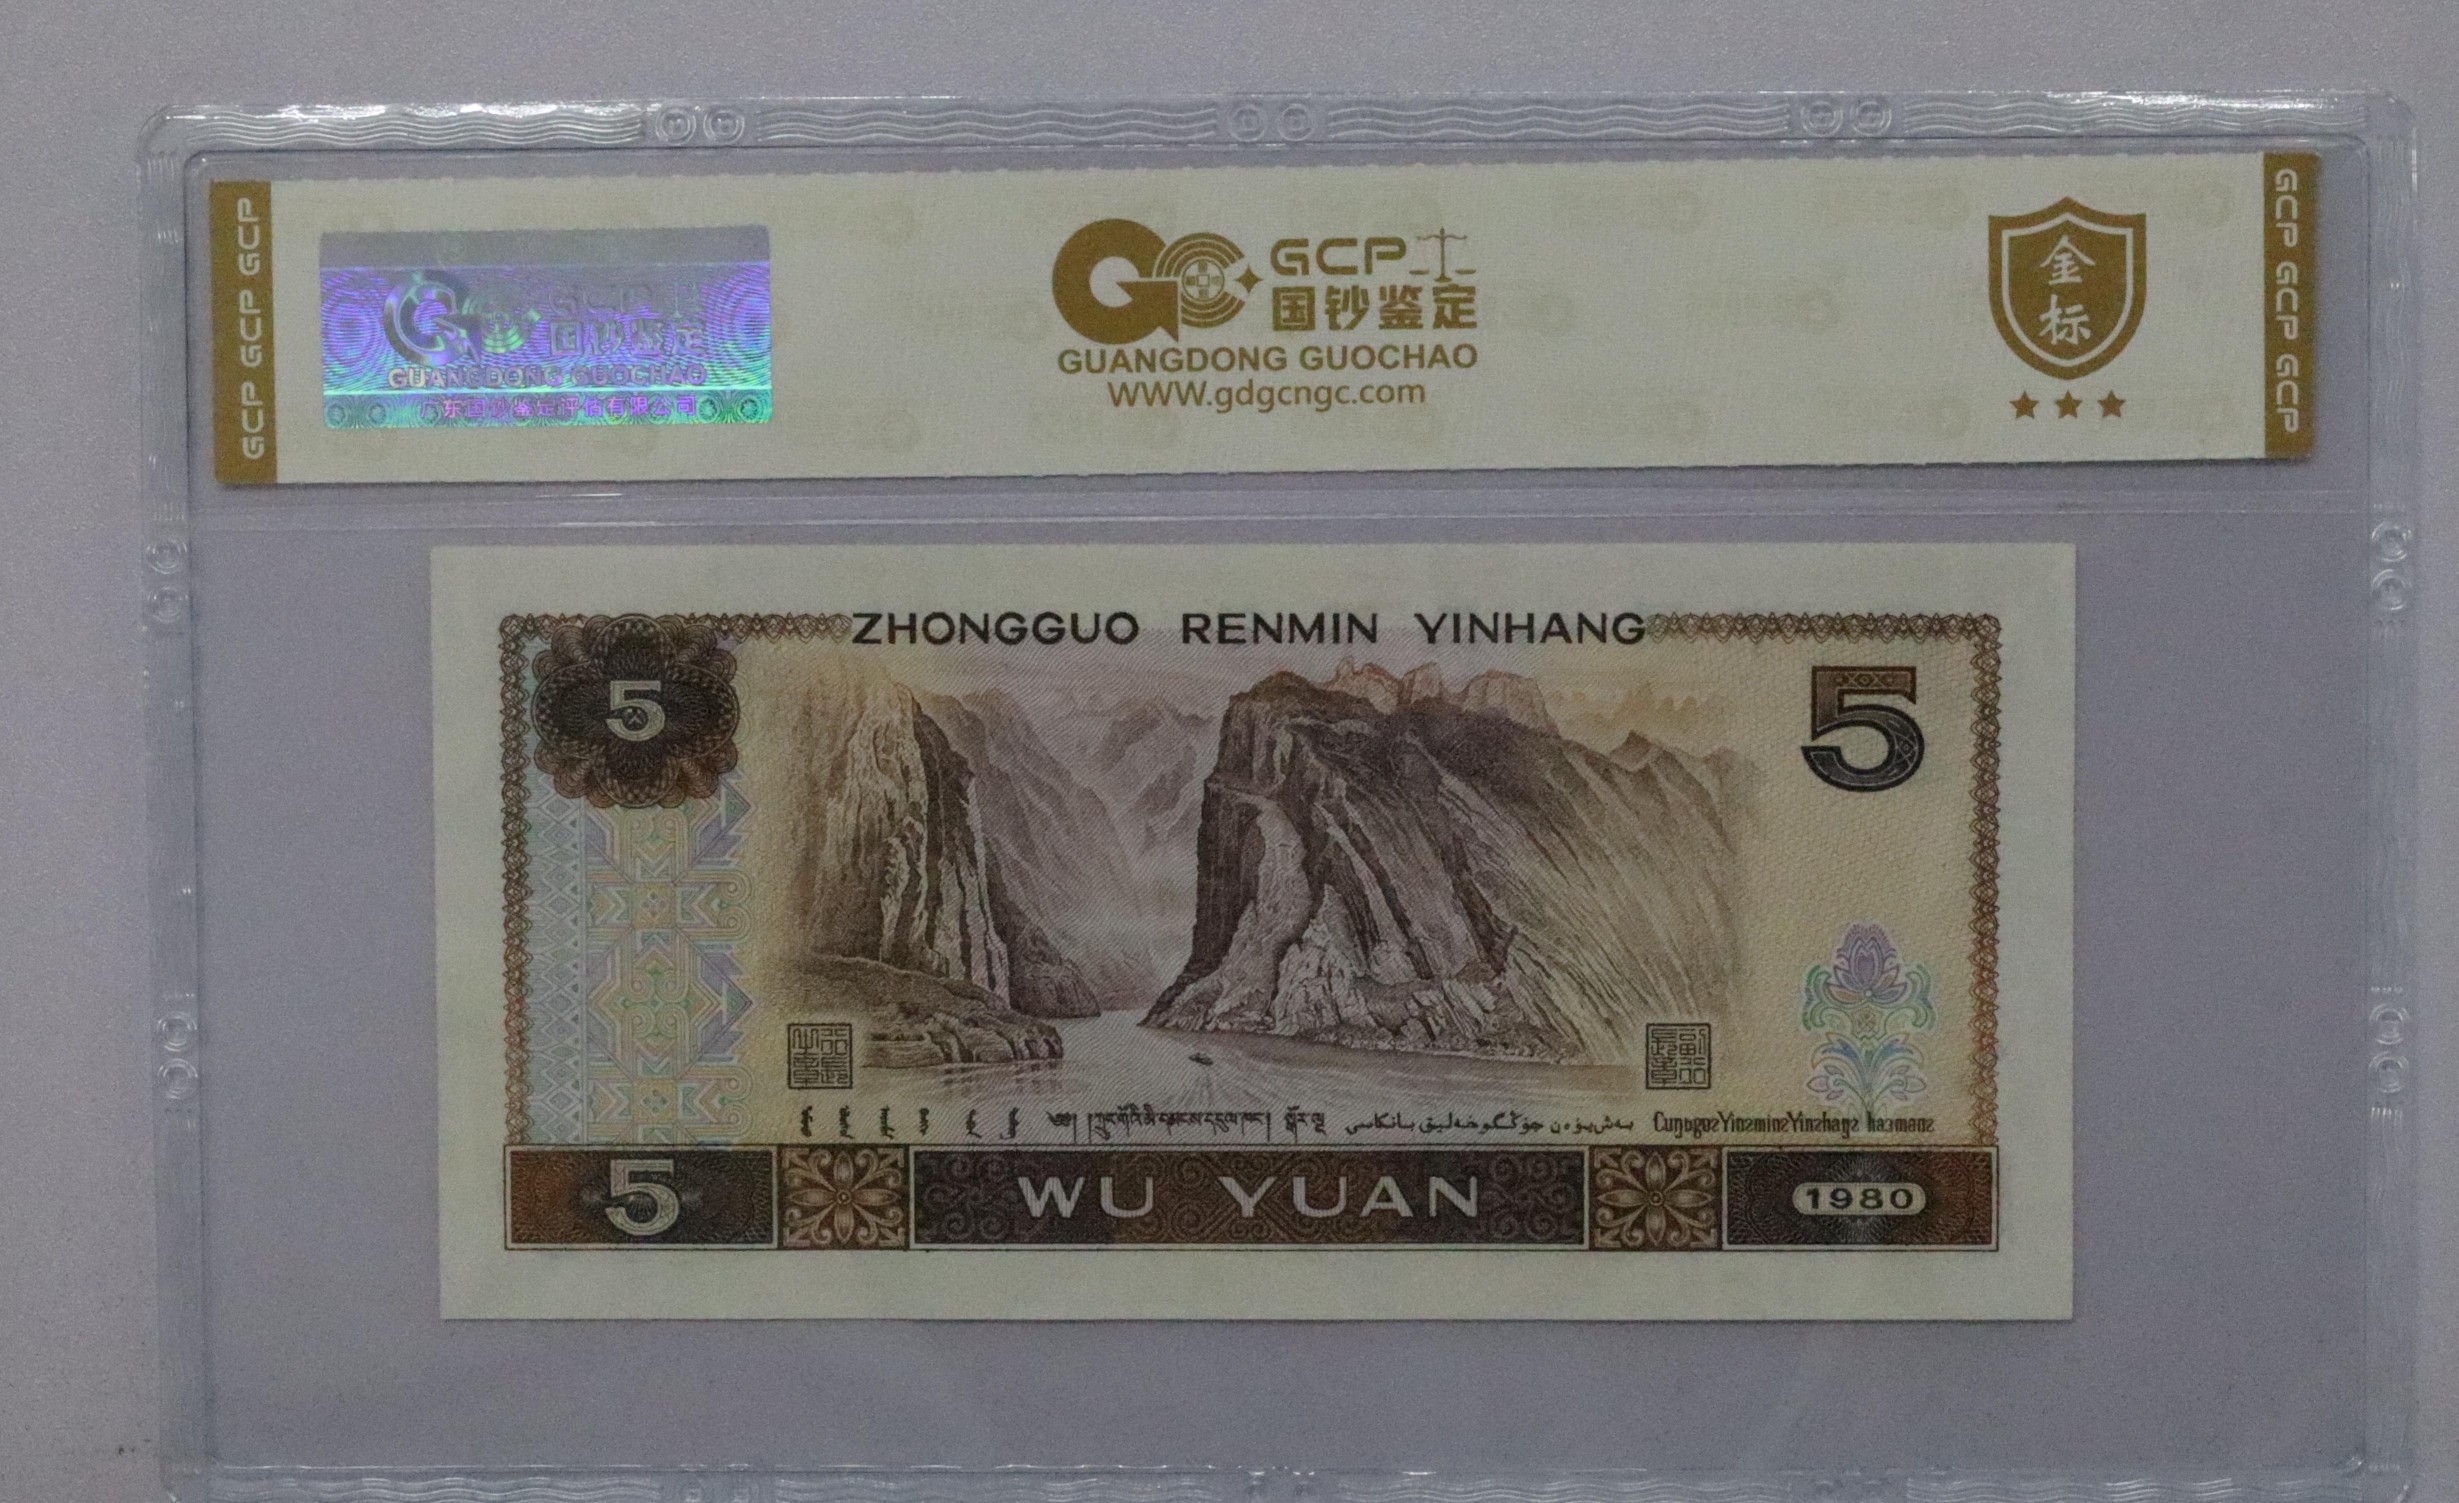 GCP GCP GCP
GCP
国钞鉴定
GUANGDONG GUOCHAO
广东国钞鉴定评估有限公司
GCP
国钞鉴定
GUANGDONG GUOCHAO
WWW.gdgcngc.com
金
标
GCP GCP GCP
ZHONGGUO RENMIN YINHANG
5
5
5
WU YUAN
1980